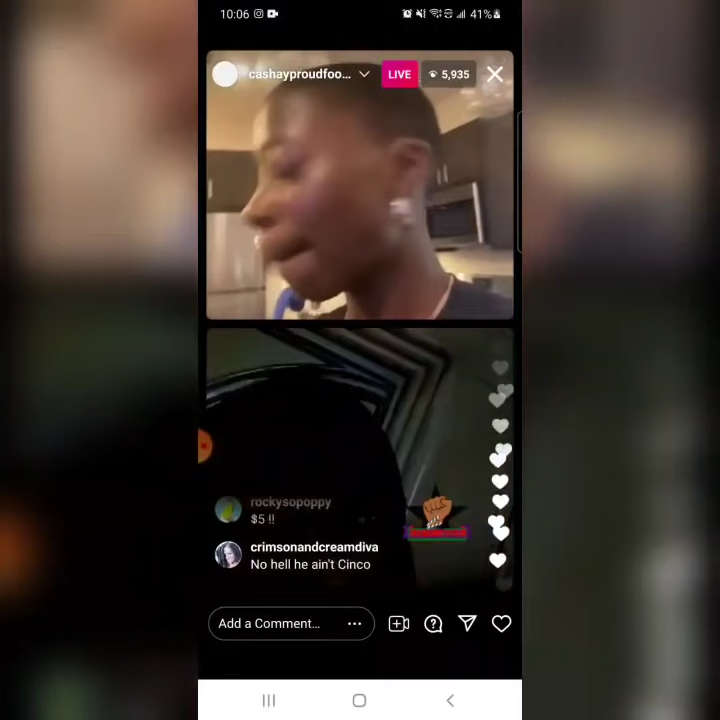 10:06
41%
cashayproudfoo...
LIVE
5,935
rockysopoppy
$5 !!
crimsonandcreamdiva
No hell he ain't Cinco
Add a Comment...